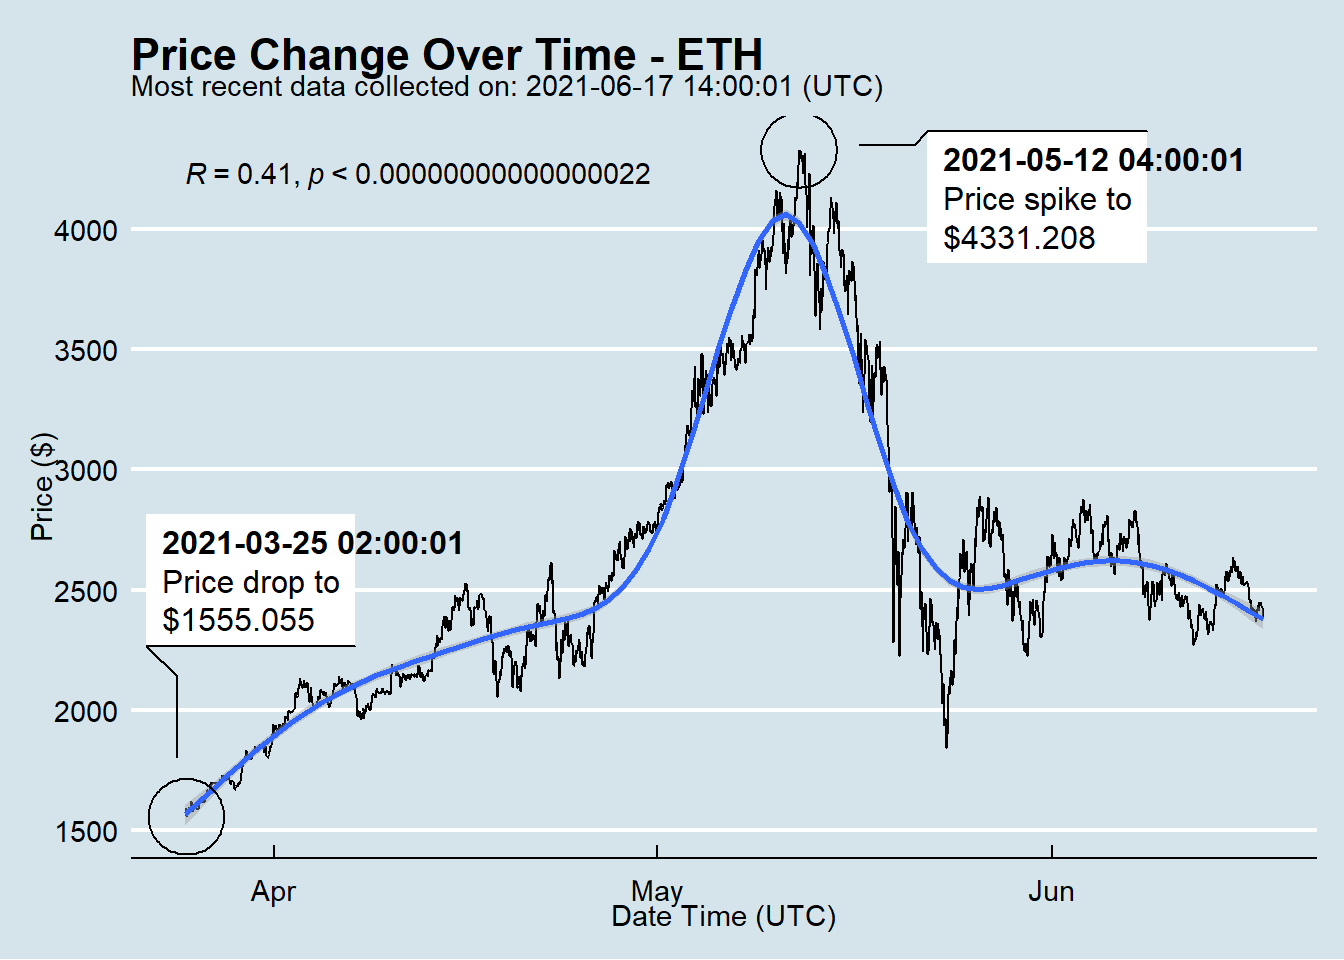 Price Change Over Time - ETH
Most recent data collected on: 2021-06-17 14:00:01 (UTC)
R = 0.41, p < 0.00000000000000022
2021-05-12 04:00:01
Price spike to
$4331.208
4000
3500
3000
2500
2000
1500
Price ($)
2021-03-25 02:00:01
Price drop to
$1555.055
Apr
May
Jun
Date Time (UTC)